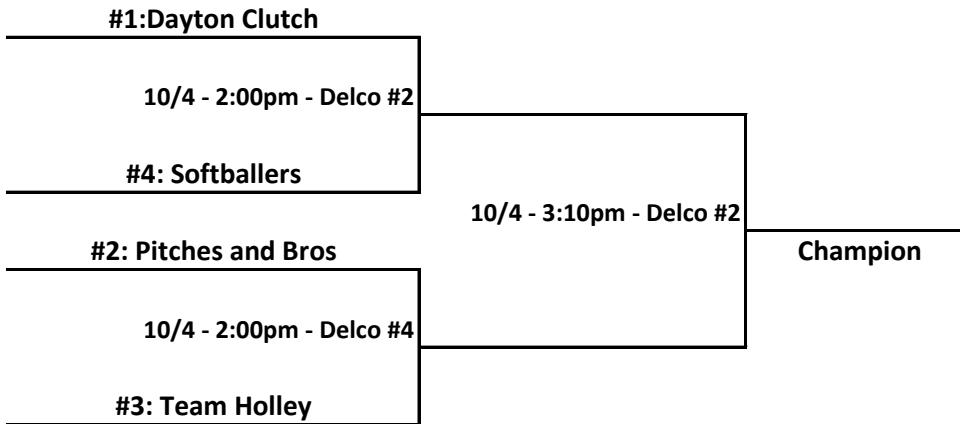 #1:Dayton Clutch
10/4 - 2:00pm - Delco #2
#4: Softballers
10/4 - 3:10pm - Delco #2
#2: Pitches and Bros
Champion
10/4 - 2:00pm - Delco #4
#3: Team Holley